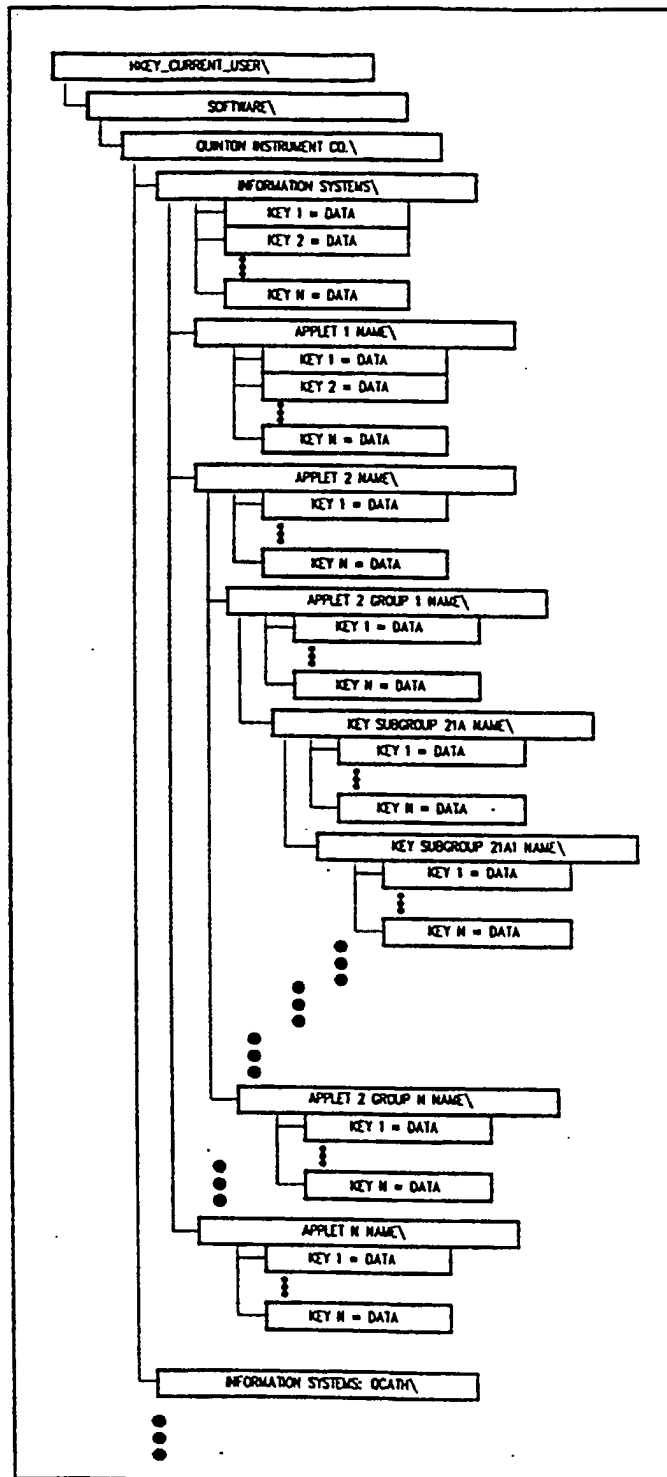 HKEY_CURRENT_USER\
SOFTWARE\
QUINTON INSTRUMENT CO.\
INFORMATION SYSTEMS\
KEY 1 = DATA
KEY 2 = DATA
KEY N = DATA
APPLET 1 NAME\
KEY 1 = DATA
KEY 2 = DATA
KEY N = DATA
APPLET 2 NAME\
KEY 1 = DATA
KEY N = DATA
APPLET 2 GROUP 1 NAME\
KEY 1 = DATA
KEY N = DATA
KEY SUBGROUP 21A NAME\
KEY 1 = DATA
KEY N = DATA
KEY SUBGROUP 21A1 NAME\
KEY 1 = DATA
KEY N = DATA
APPLET 2 GROUP N NAME\
KEY 1 = DATA
KEY N = DATA
APPLET N NAME\
KEY 1 = DATA
KEY N = DATA
INFORMATION SYSTEMS: QCATH\